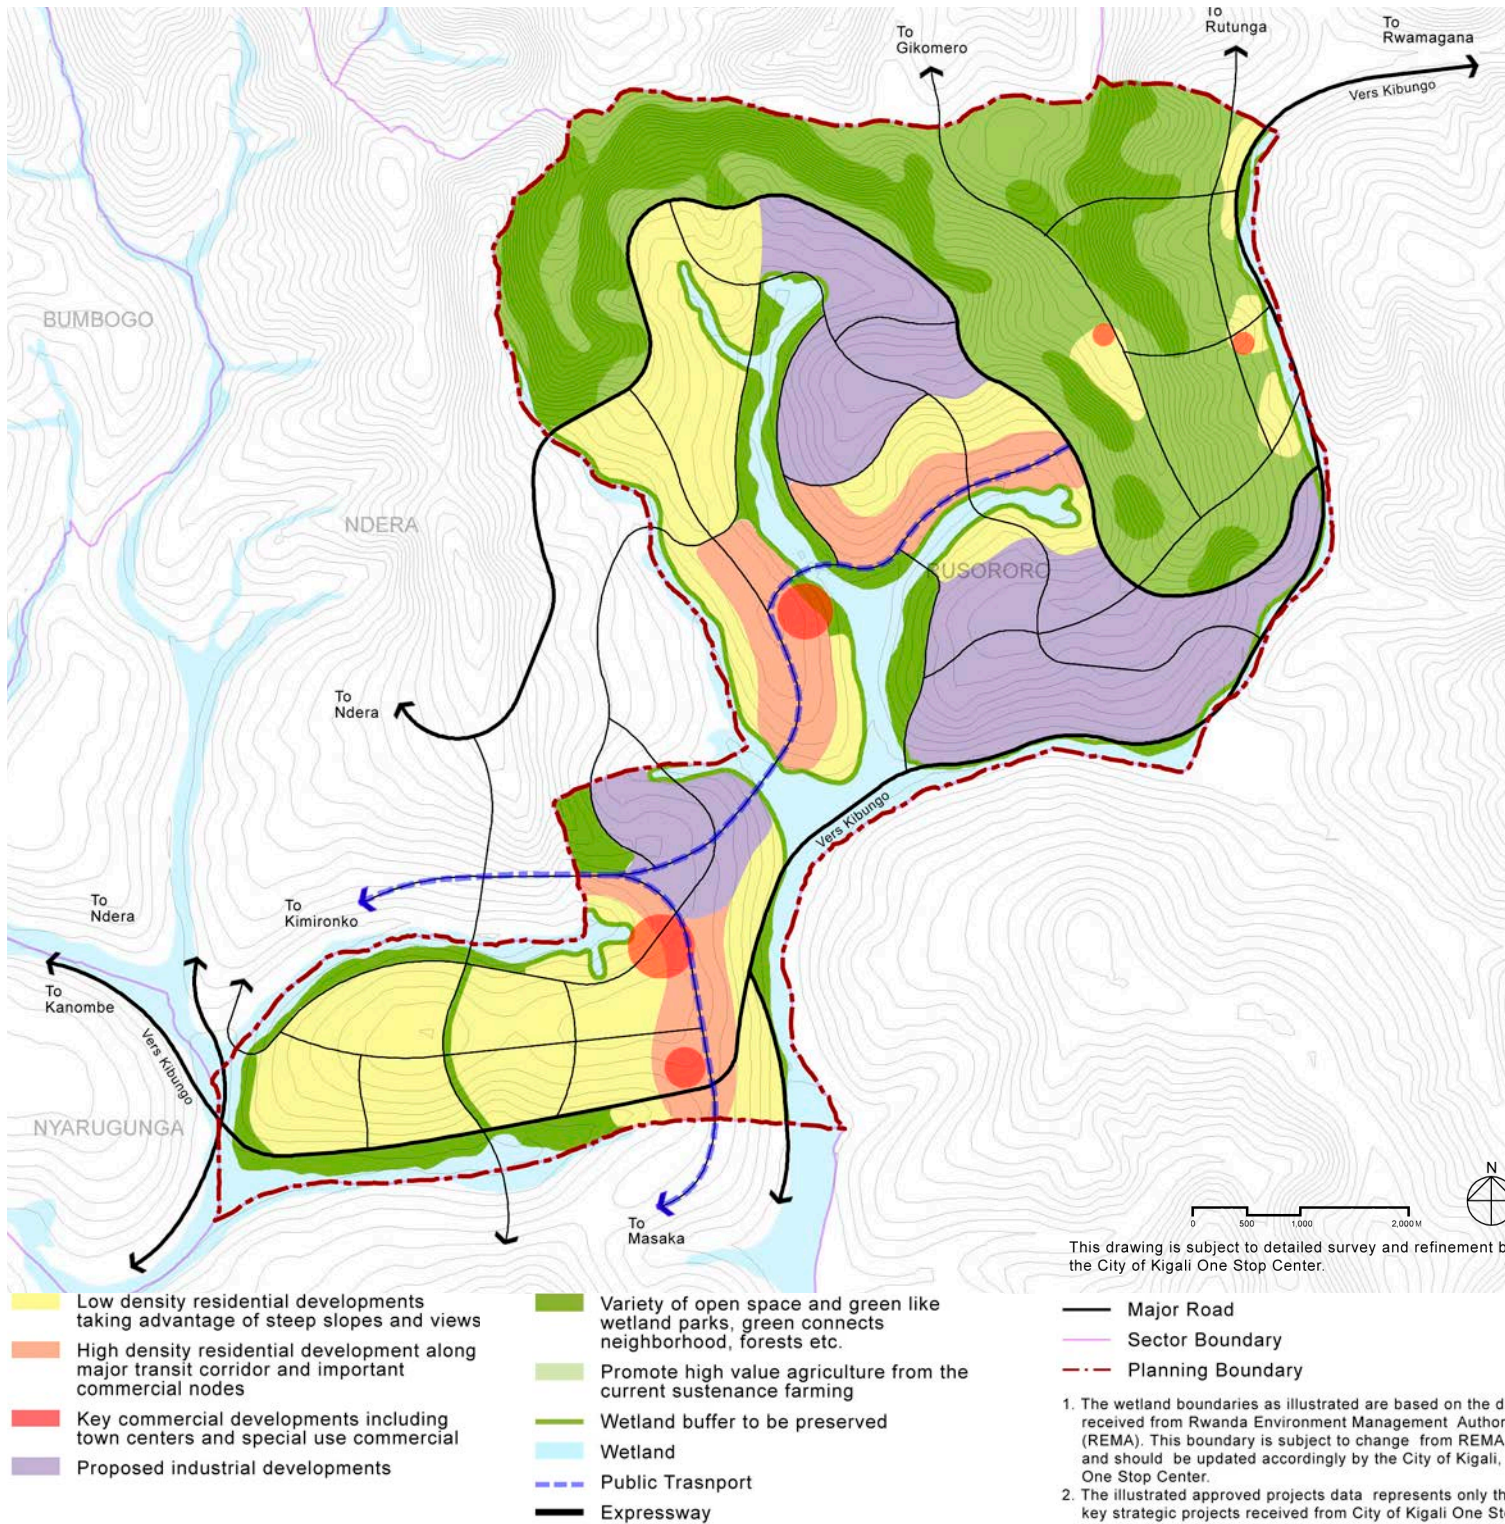 To
Gikomero
To
Rutunga
To
Rwamagana
Vers Kibungo
BUMBOGO
NDERA
RUSORORO
To
Ndera
Vers Kibungo
To
Kimironko
To
Ndera
To
Kanombe
Vers Kibungo
NYARUGUNGA
To
Masaka
N
0 500 1,000 2,000M
This drawing is subject to detailed survey and refinement b
the City of Kigali One Stop Center.
Low density residential developments
taking advantage of steep slopes and views
High density residential development along
major transit corridor and important
commercial nodes
Key commercial developments including
town centers and special use commercial
Proposed industrial developments
Variety of open space and green like
wetland parks, green connects
neighborhood, forests etc.
Promote high value agriculture from the
current sustenance farming
Wetland buffer to be preserved
Wetland
Public Trasnport
Expressway
Major Road
Sector Boundary
Planning Boundary
1. The wetland boundaries as illustrated are based on the d
received from Rwanda Environment Management Author
(REMA). This boundary is subject to change from REMA
and should be updated accordingly by the City of Kigali,
One Stop Center.
2. The illustrated approved projects data represents only th
key strategic projects received from City of Kigali One St